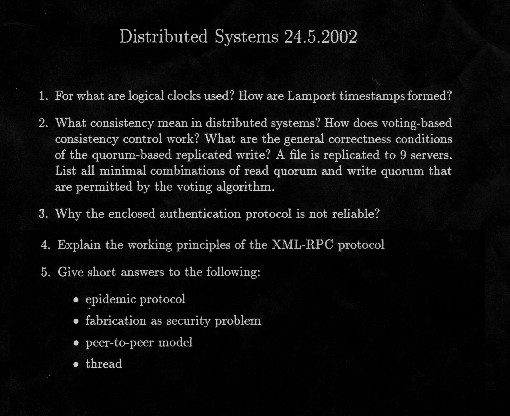 Distributed Systems 24.5.2002
1. For what are logical clocks used? How are Lamport timestamps formed?
2. What consistency mean in distributed systems? How does voting-based
consistency control work? What are the general correctness conditions
of the quorum-based replicated write? A file is replicated to 9 servers.
List all minimal combinations of read quorum and write quorum that
are permitted by the voting algorithm.
3. Why the enclosed authentication protocol is not reliable?
4. Explain the working principles of the XML-RPC protocol
5. Give short answers to the following:
• epidemic protocol
• fabrication as security problem
• peer-to-peer model
• thread